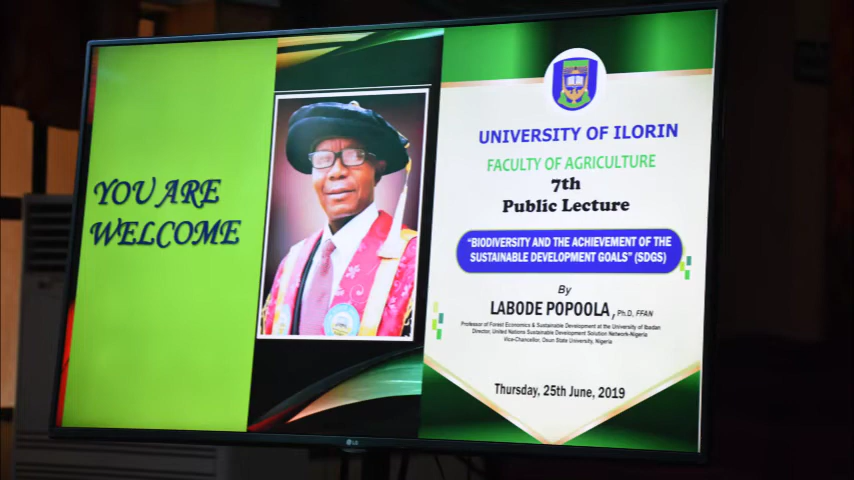 YOU ARE
WELCOME
UNIVERSITY OF ILORIN
FACULTY OF AGRICULTURE
7th
Public Lecture
"BIODIVERSITY AND THE ACHIEVEMENT OF THE
SUSTAINABLE DEVELOPMENT GOALS" (SDGS)
By
LABODE POPOOLA, Ph.D, FFAN
Professor of Forest Economics & Sustainable Development at the University of Ibadan
Director, United Nations Sustainable Development Solution Network-Nigeria
Vice-Chancellor, Osun State University, Nigeria
Thursday, 25th June, 2019
LG